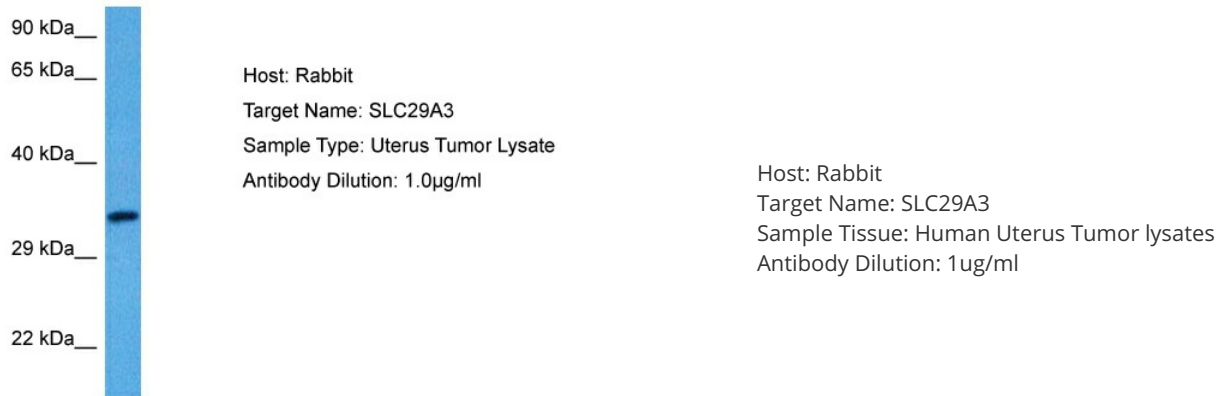 90 kDa__
65 kDa__
40 kDa__
29 kDa__
22 kDa__
Host: Rabbit
Target Name: SLC29A3
Sample Type: Uterus Tumor Lysate
Antibody Dilution: 1.0µg/ml
Host: Rabbit
Target Name: SLC29A3
Sample Tissue: Human Uterus Tumor lysates
Antibody Dilution: 1ug/ml